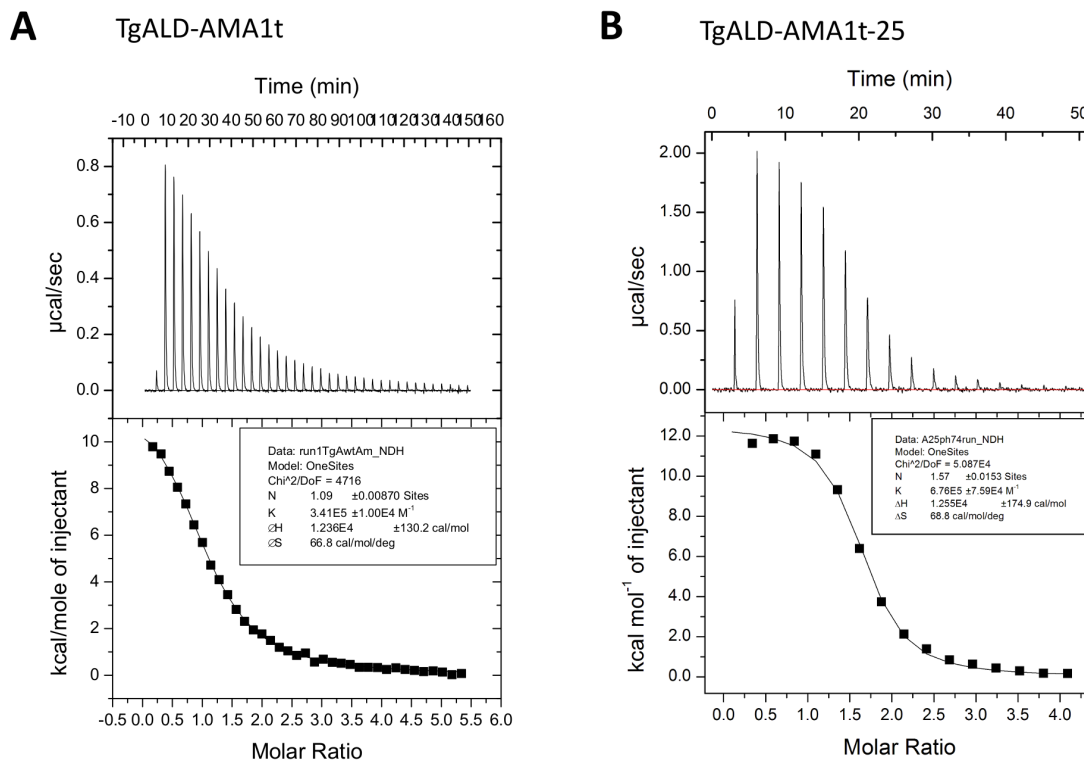 A TgALD-AMA1t
Time (min)
-10 0 10 20 30 40 50 60 70 80 90 100 110 120 130 140 150 160
0.8
0.6
0.4
0.2
0.0
µcal/sec
10
8
6
4
2
0
kcal/mole of injectant
Data: run1TgAwtAm_NDH
Model: OneSites
Chi^2/DoF = 4716
N 1.09 ±0.00870 Sites
K 3.41E5 ±1.00E4 M-1
∅H 1.236E4 ±130.2 cal/mol
∅S 66.8 cal/mol/deg
-0.5 0.0 0.5 1.0 1.5 2.0 2.5 3.0 3.5 4.0 4.5 5.0 5.5 6.0
Molar Ratio
B TgALD-AMA1t-25
Time (min)
0 10 20 30 40 50
2.00
1.50
1.00
0.50
0.00
µcal/sec
12.0
10.0
8.0
6.0
4.0
2.0
0.0
kcal mol-1 of injectant
Data: A25ph74run_NDH
Model: OneSites
Chi^2/DoF = 5.087E4
N 1.57 ±0.0153 Sites
K 6.76E5 ±7.59E4 M-1
ΔH 1.255E4 ±174.9 cal/mol
ΔS 68.8 cal/mol/deg
0.0 0.5 1.0 1.5 2.0 2.5 3.0 3.5 4.0
Molar Ratio